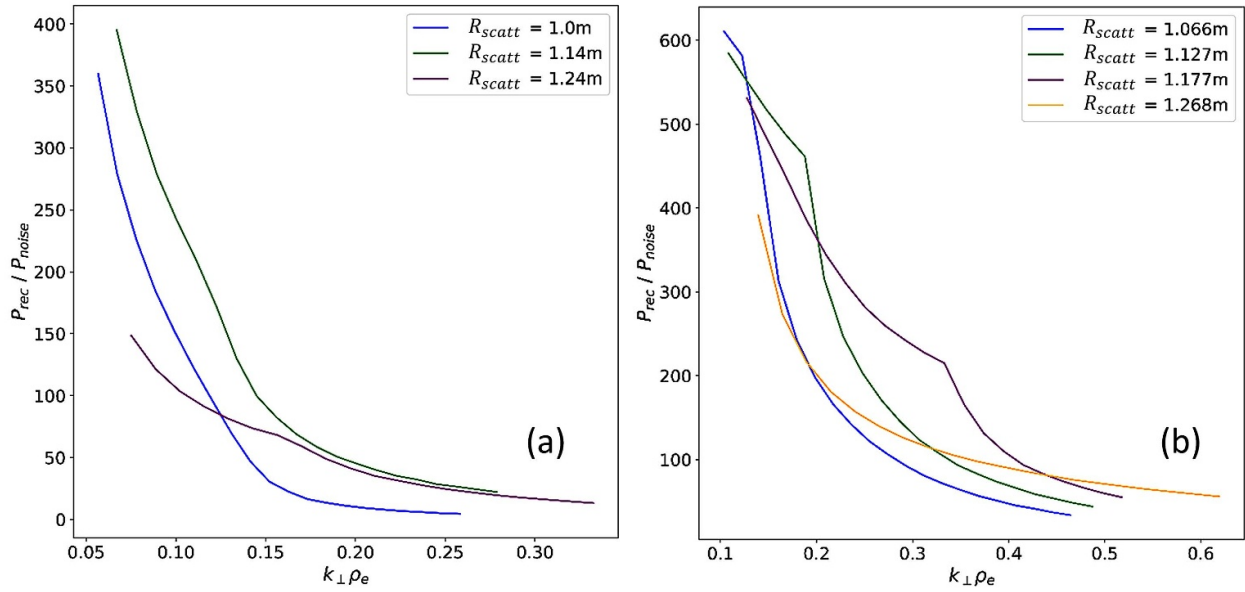 400
350
300
250
200
150
100
50
0
P_rec / P_noise
0.05
0.10
0.15
0.20
0.25
0.30
k⊥ρ_e
R_scatt = 1.0m
R_scatt = 1.14m
R_scatt = 1.24m
(a)
600
500
400
300
200
100
P_rec / P_noise
0.1
0.2
0.3
0.4
0.5
0.6
k⊥ρ_e
R_scatt = 1.066m
R_scatt = 1.127m
R_scatt = 1.177m
R_scatt = 1.268m
(b)